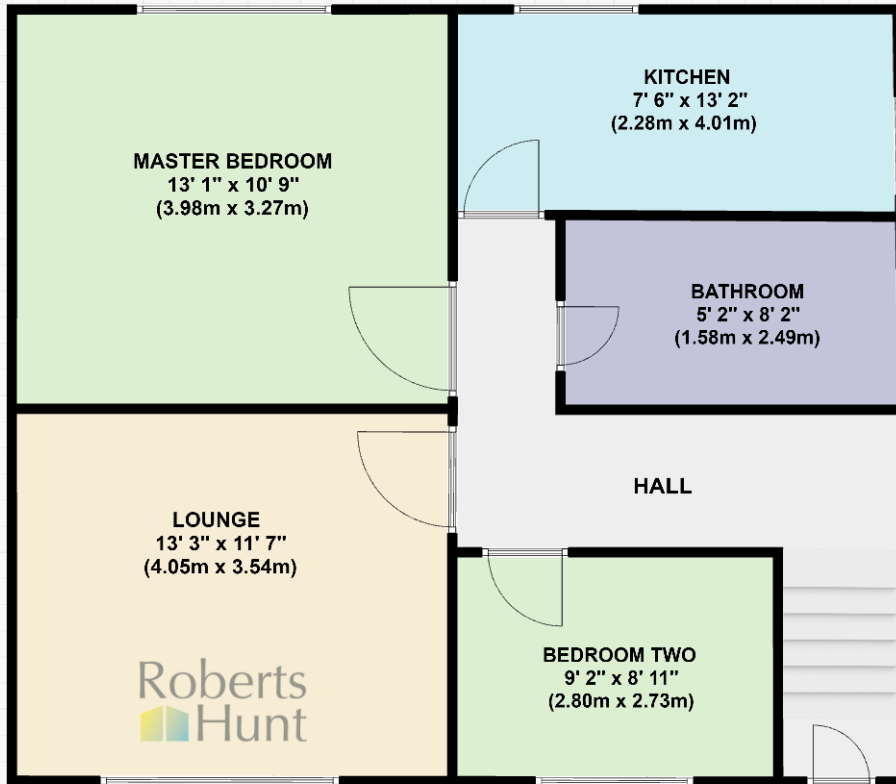 MASTER BEDROOM
13' 1" x 10' 9"
(3.98m x 3.27m)
KITCHEN
7' 6" x 13' 2"
(2.28m x 4.01m)
BATHROOM
5' 2" x 8' 2"
(1.58m x 2.49m)
HALL
LOUNGE
13' 3" x 11' 7"
(4.05m x 3.54m)
BEDROOM TWO
9' 2" x 8' 11"
(2.80m x 2.73m)
Roberts
Hunt